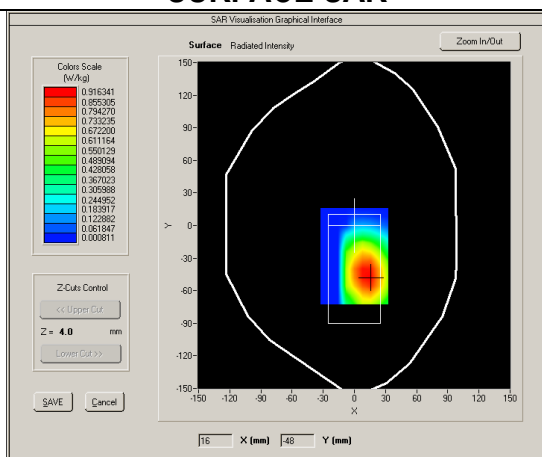 SURFACE SAR
SAR Visualisation Graphical Interface
Surface Radiated Intensity
Zoom In/Out
Colors Scale
(W/kg)
0.916341
0.855305
0.794270
0.733235
0.672200
0.611164
0.550129
0.489094
0.428058
0.367023
0.305988
0.244952
0.183917
0.122882
0.061847
0.000811
150-
120-
90-
60-
30-
0-
-30-
-60-
-90-
-120-
-150-
Y
-150 -120 -90 -60 -30 0 30 60 90 120 150
X
Z-Cuts Control
<< Upper Cut
Z = 4.0 mm
Lower Cut >>
SAVE Cancel
16 X (mm) -48 Y (mm)